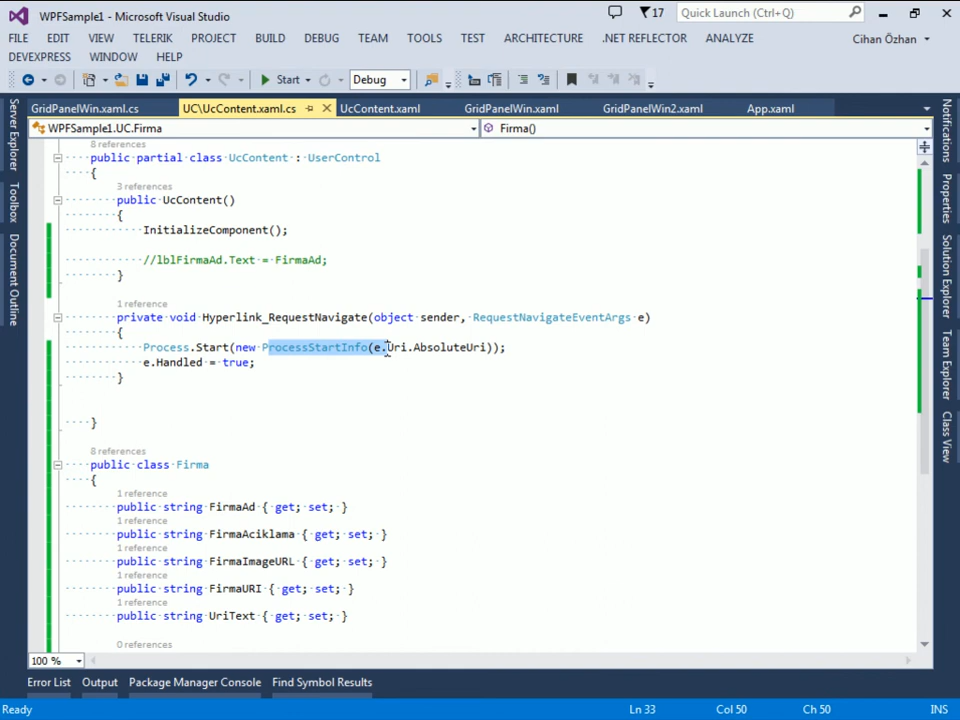 WPFSample1 - Microsoft Visual Studio
17
Quick Launch (Ctrl+Q)
FILE EDIT VIEW TELERIK PROJECT BUILD DEBUG TEAM TOOLS TEST ARCHITECTURE .NET REFLECTOR ANALYZE
Cihan Özhan
DEVEXPRESS WINDOW HELP
Start Debug
GridPanelWin.xaml.cs UC\UcContent.xaml.cs UcContent.xaml GridPanelWin.xaml GridPanelWin2.xaml App.xaml
WPFSample1.UC.Firma Firma()
Server Explorer
Toolbox
Document Outline
8 references
public partial class UcContent : UserControl
{
3 references
public UcContent()
{
InitializeComponent();
//lblFirmaAd.Text = FirmaAd;
}
1 reference
private void Hyperlink_RequestNavigate(object sender, RequestNavigateEventArgs e)
{
Process.Start(new ProcessStartInfo(e.Uri.AbsoluteUri));
e.Handled = true;
}
}
8 references
public class Firma
{
1 reference
public string FirmaAd { get; set; }
1 reference
public string FirmaAciklama { get; set; }
1 reference
public string FirmaImageURL { get; set; }
1 reference
public string FirmaURI { get; set; }
1 reference
public string UriText { get; set; }
0 references
Notifications
Properties
Solution Explorer
Team Explorer
Class View
100 %
Error List Output Package Manager Console Find Symbol Results
Ready Ln 33 Col 50 Ch 50 INS